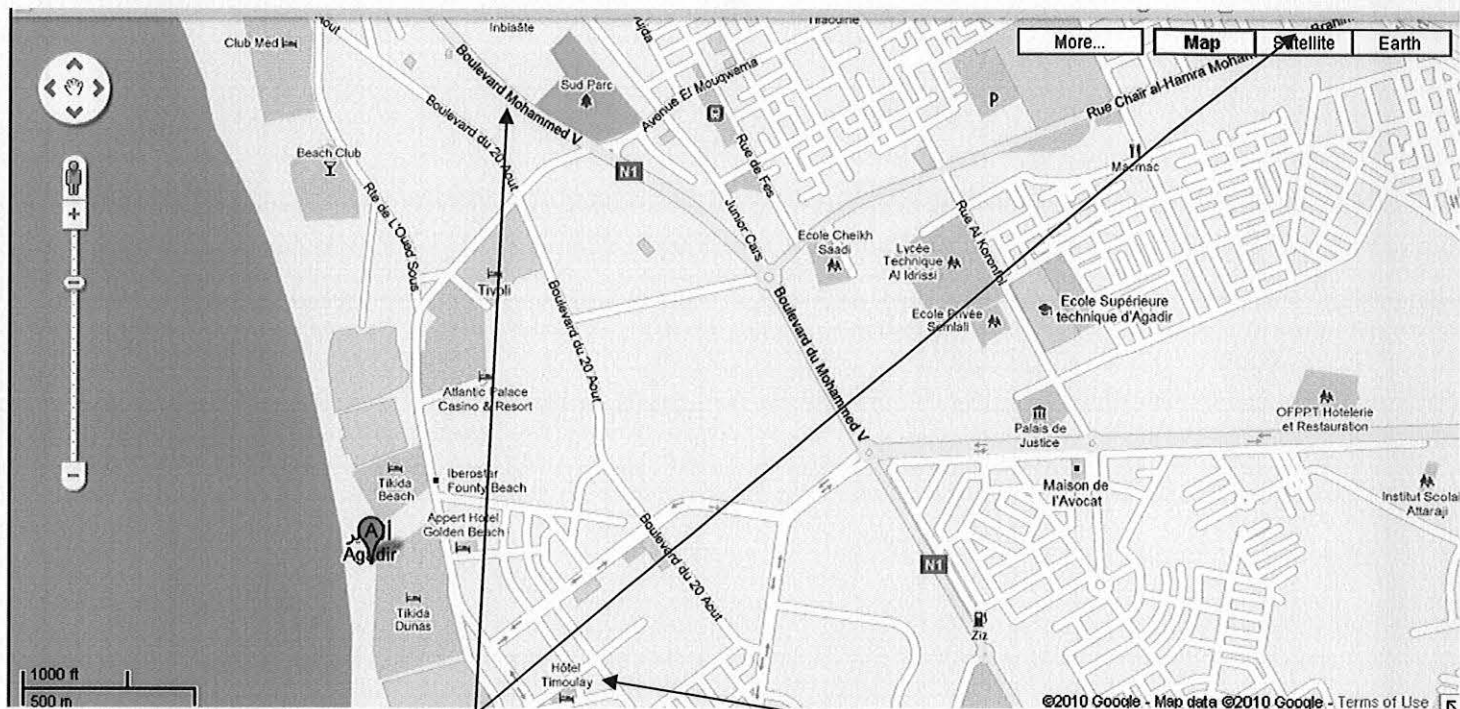 Inbisâte
Tiraouine
Club Med
More...
Map
Satellite
Earth
Boulevard Mohammed V
Sud Parc
Avenue El Mouqwama
P
Rue Chair al-Hamra Moham
Brahim
Boulevard du 20 Aout
Beach Club
N1
Rue de Fes
Macmac
Rte de L'Oued Sous
Junior Cars
Ecole Cheikh
Saadi
Lycée
Technique
Al Idrissi
Rue Al Koronfol
Tivoli
Ecole Privée
Semlali
Ecole Supérieure
technique d'Agadir
Boulevard du 20 Aout
Boulevard du Mohammed V
Atlantic Palace
Casino & Resort
Palais de
Justice
OFPPT Hotelerie
et Restauration
Tikida
Beach
Iberostar
Founty Beach
Maison de
l'Avocat
Institut Scolai
Attaraji
A
Agadir
Appert Hotel
Golden Beach
Boulevard du 20 Aout
N1
Tikida
Dunas
Ziz
Hôtel
Timoulay
1000 ft
500 m
©2010 Google - Map data ©2010 Google - Terms of Use